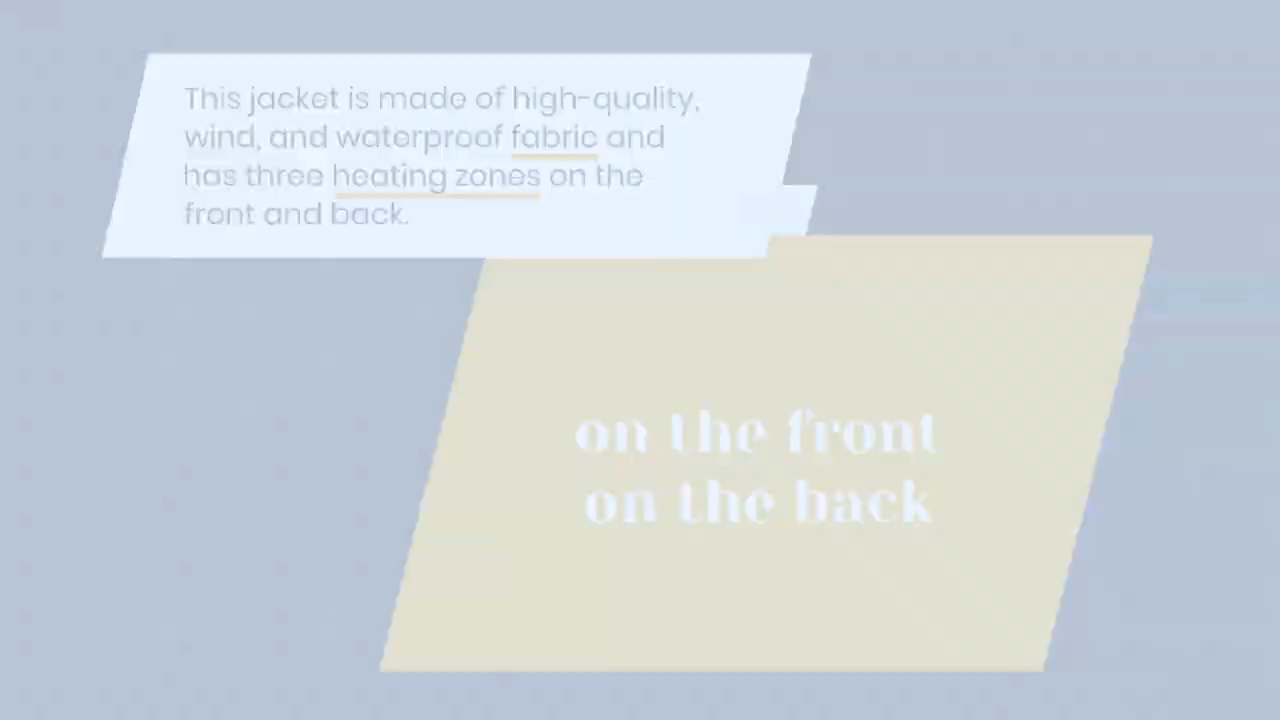 This jacket is made of high-quality,
wind, and waterproof fabric and
has three heating zones on the
front and back.
on the front
on the back